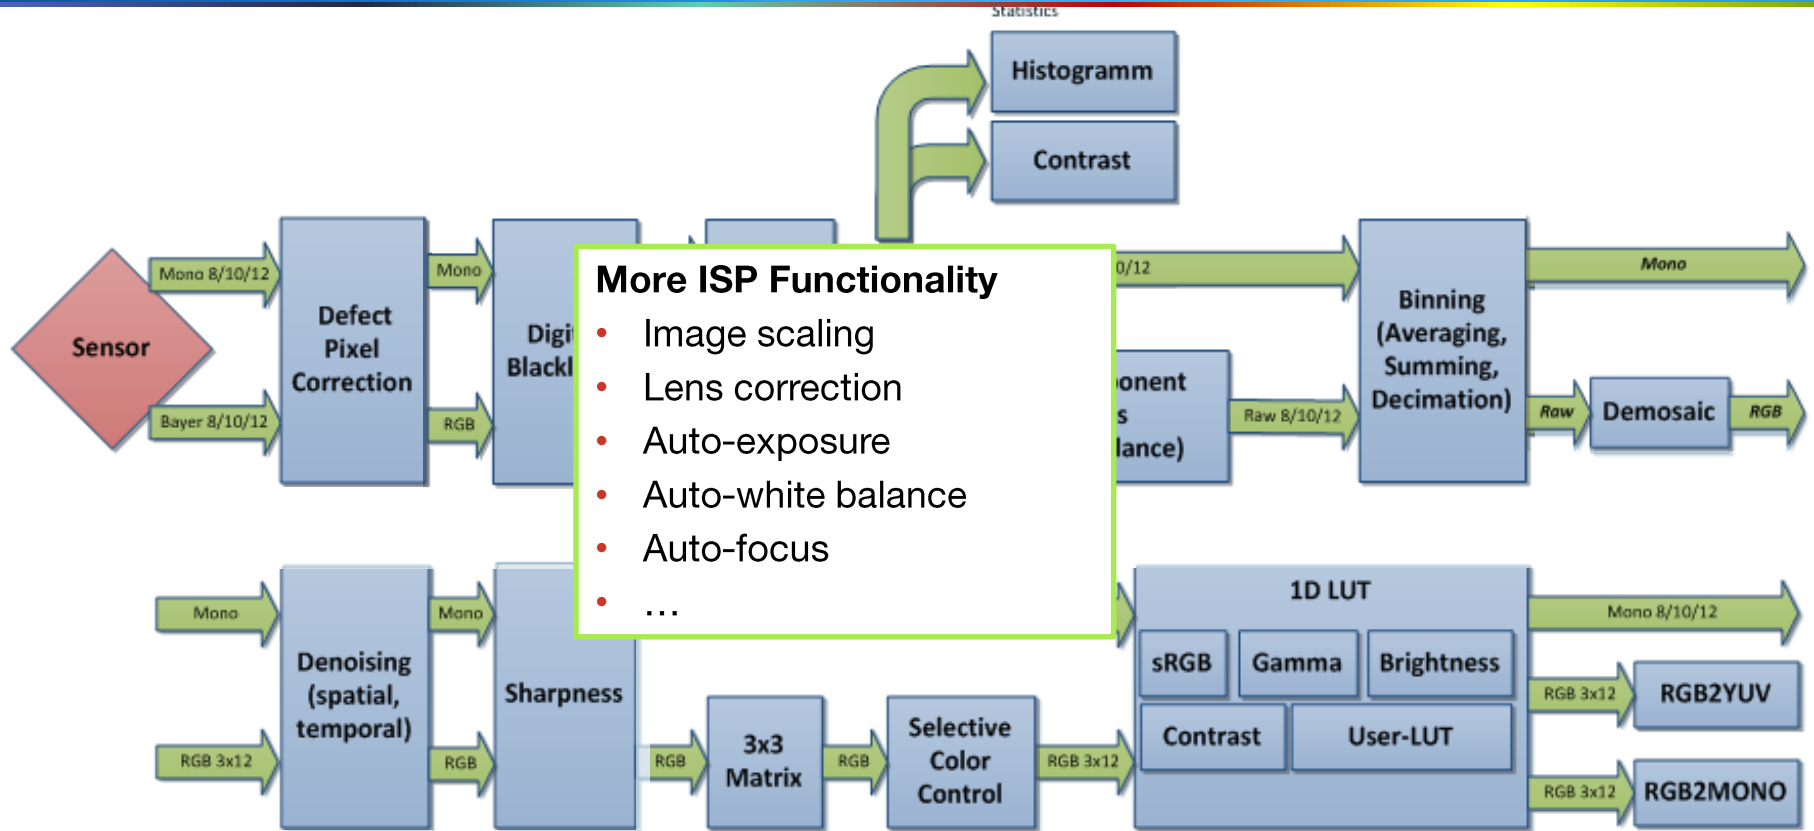 Statistics
Histogramm
Contrast
Sensor
Mono 8/10/12
Bayer 8/10/12
Defect
Pixel
Correction
Mono
RGB
More ISP Functionality
• Image scaling
• Lens correction
• Auto-exposure
• Auto-white balance
• Auto-focus
• ...
0/12
Raw 8/10/12
Binning
(Averaging,
Summing,
Decimation)
Mono
Raw
Demosaic
RGB
Mono
RGB 3x12
Denoising
(spatial,
temporal)
Mono
RGB
Sharpness
RGB
3x3
Matrix
RGB
Selective
Color
Control
RGB 3x12
1D LUT
sRGB
Gamma
Brightness
Contrast
User-LUT
Mono 8/10/12
RGB 3x12
RGB2YUV
RGB 3x12
RGB2MONO